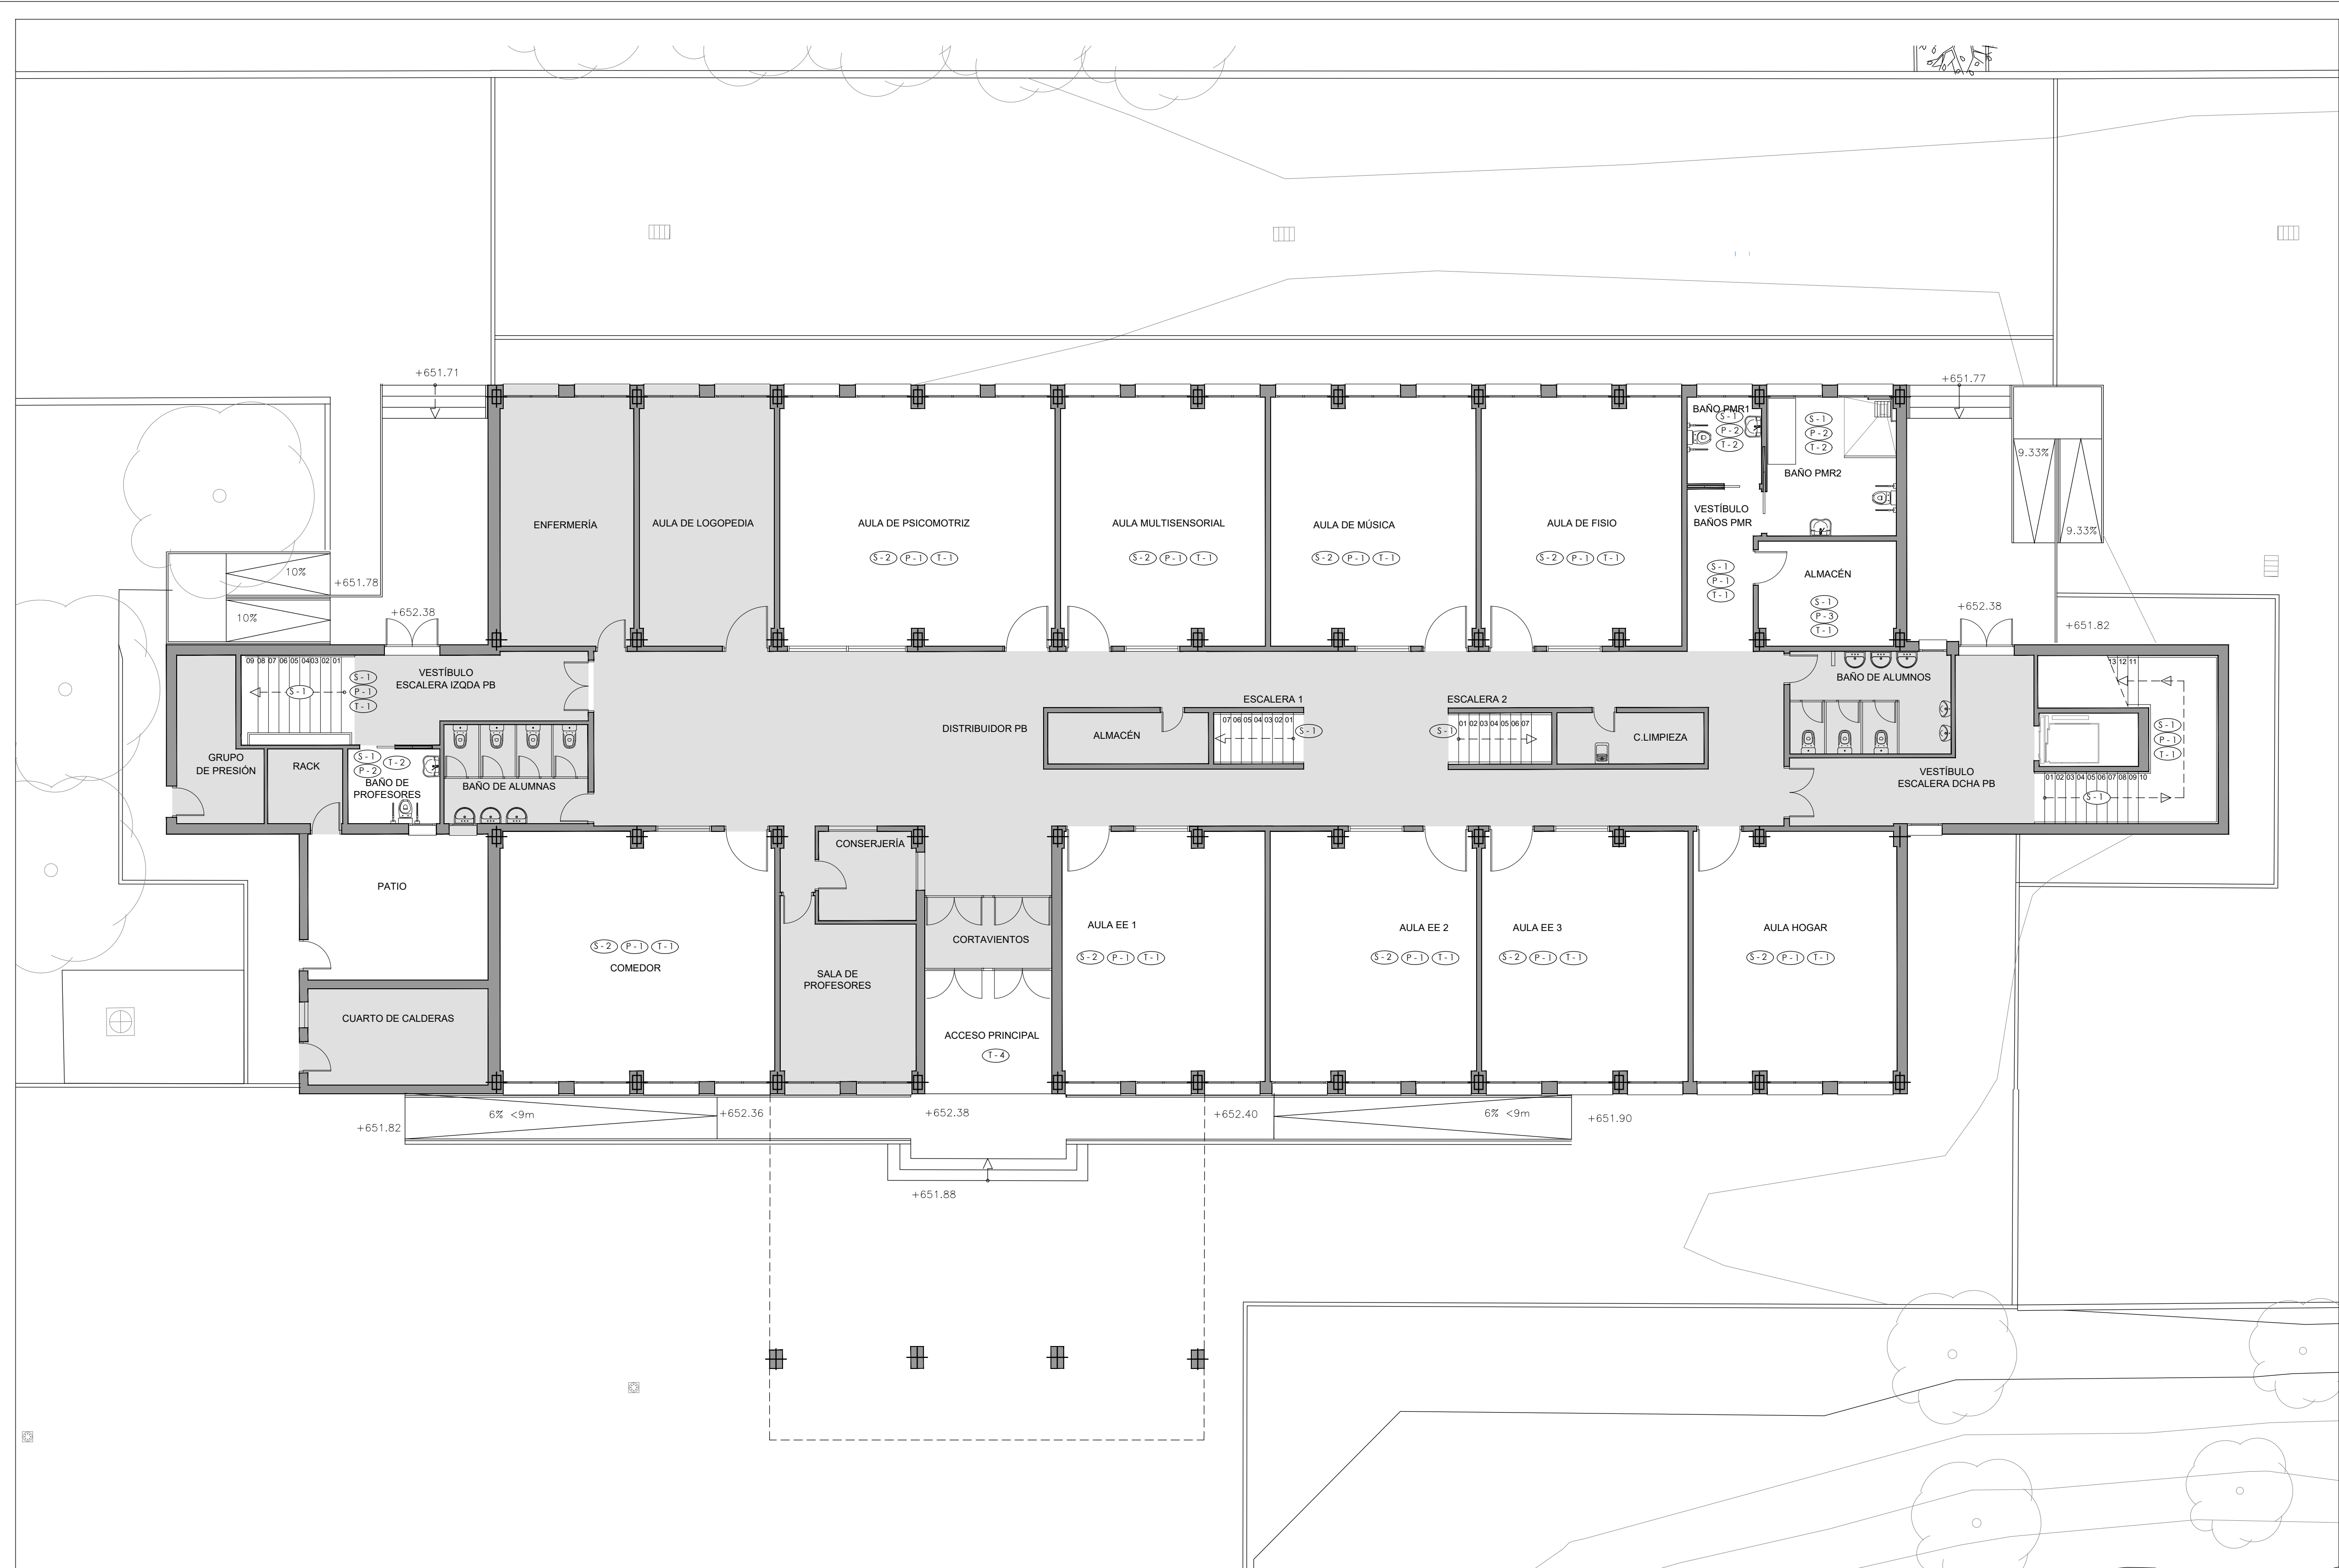 +651.71
+651.77
9.33%
9.33%
10%
10%
+651.78
+652.38
+652.38
+651.82
ENFERMERÍA
AULA DE LOGOPEDIA
AULA DE PSICOMOTRIZ
S-2 P-1 T-1
AULA MULTISENSORIAL
S-2 P-1 T-1
AULA DE MÚSICA
S-2 P-1 T-1
AULA DE FISIO
S-2 P-1 T-1
BAÑO PMR1
S-1
P-2
T-2
S-1
P-2
T-2
BAÑO PMR2
VESTÍBULO
BAÑOS PMR
S-1
P-1
T-1
ALMACÉN
S-1
P-3
T-1
09 08 07 06 05 04 03 02 01
S-1
S-1
P-1
T-1
VESTÍBULO
ESCALERA IZQDA PB
GRUPO
DE PRESIÓN
RACK
S-1
P-2
T-2
BAÑO DE
PROFESORES
BAÑO DE ALUMNAS
DISTRIBUIDOR PB
ALMACÉN
ESCALERA 1
07 06 05 04 03 02 01
S-1
ESCALERA 2
S-1
01 02 03 04 05 06 07
C.LIMPIEZA
BAÑO DE ALUMNOS
VESTÍBULO
ESCALERA DCHA PB
13 12 11
S-1
P-1
T-1
01 02 03 04 05 06 07 08 09 10
S-1
PATIO
CUARTO DE CALDERAS
S-2 P-1 T-1
COMEDOR
CONSERJERÍA
SALA DE
PROFESORES
CORTAVIENTOS
ACCESO PRINCIPAL
T-4
AULA EE 1
S-2 P-1 T-1
AULA EE 2
S-2 P-1 T-1
AULA EE 3
S-2 P-1 T-1
AULA HOGAR
S-2 P-1 T-1
+651.82
6% <9m
+652.36
+652.38
+652.40
6% <9m
+651.90
+651.88